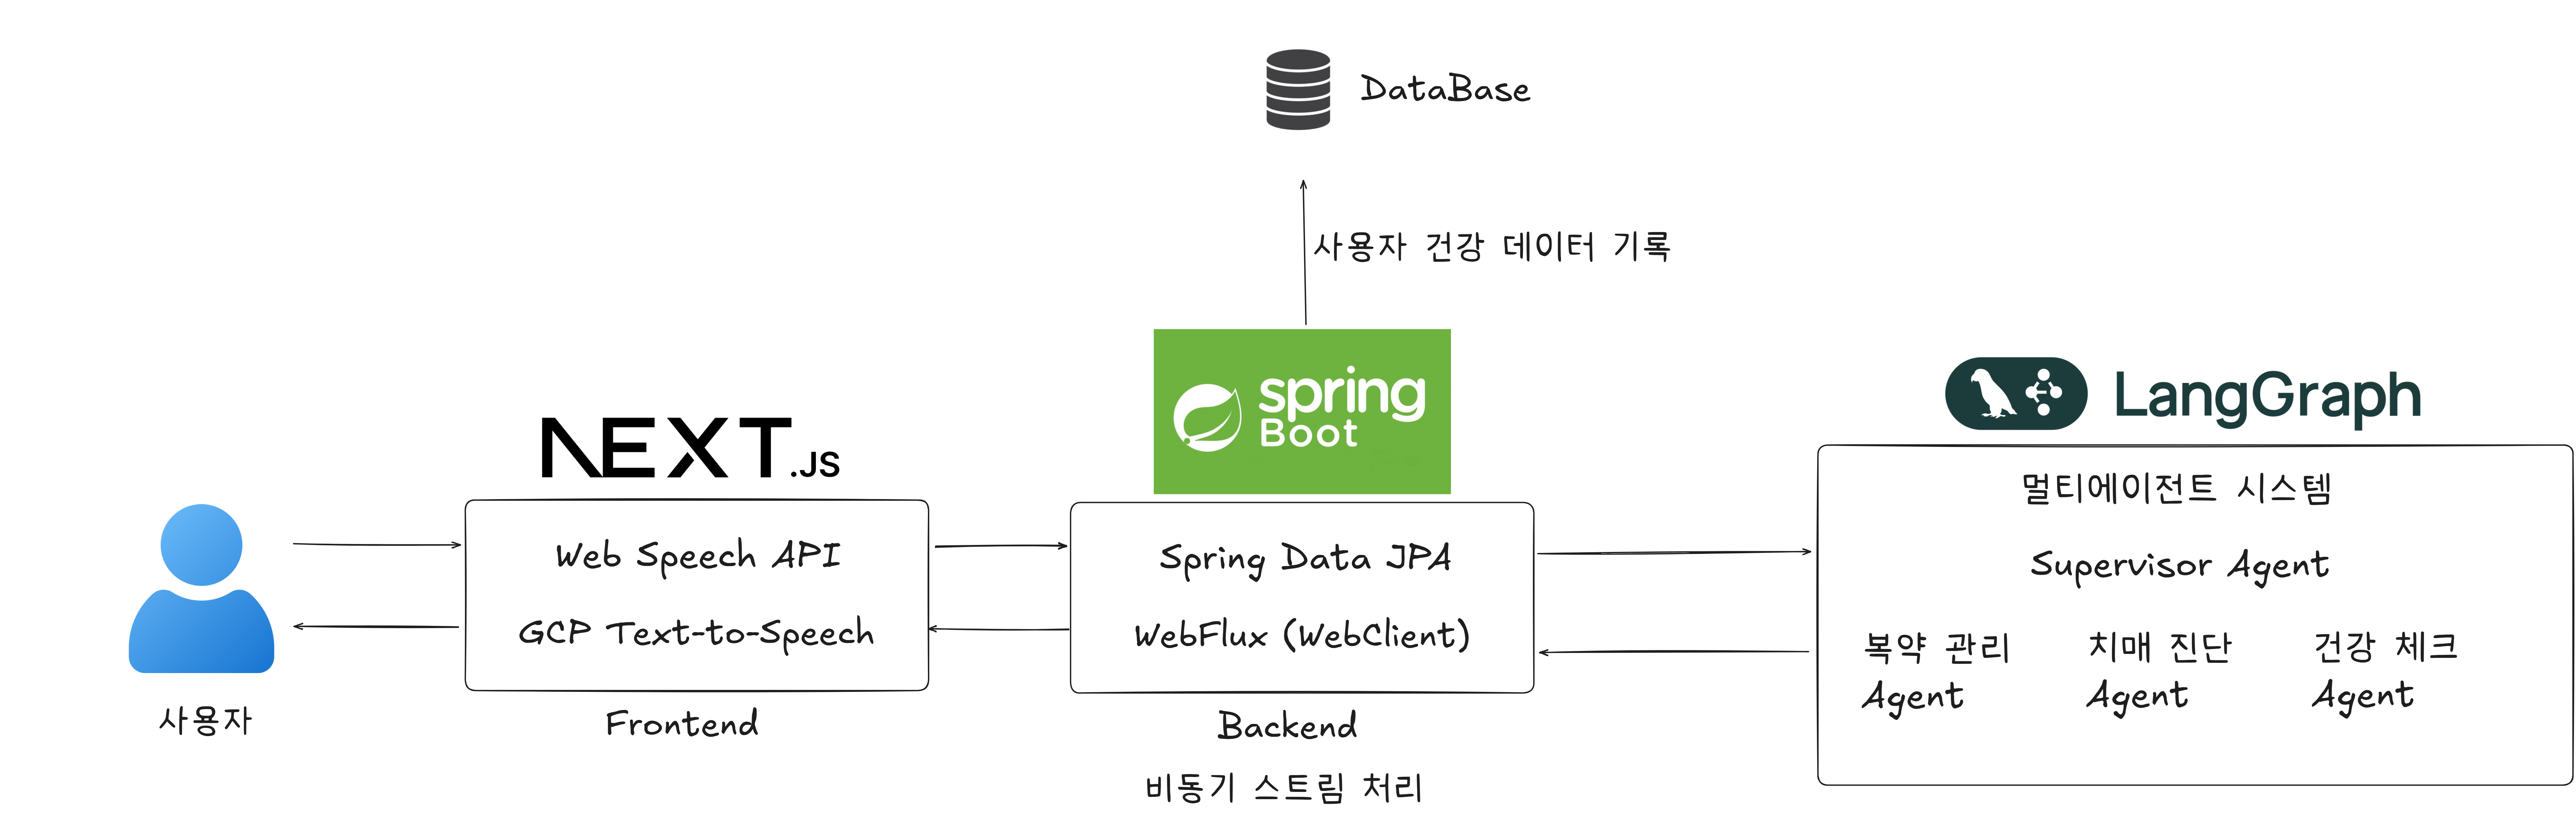 DataBase
사용자 건강 데이터 기록
NEXT.JS
Web Speech API
GCP Text-to-Speech
Frontend
사용자
spring
Boot
Spring Data JPA
WebFlux (WebClient)
Backend
비동기 스트림 처리
LangGraph
멀티에이전트 시스템
Supervisor Agent
복약 관리
Agent
치매 진단
Agent
건강 체크
Agent